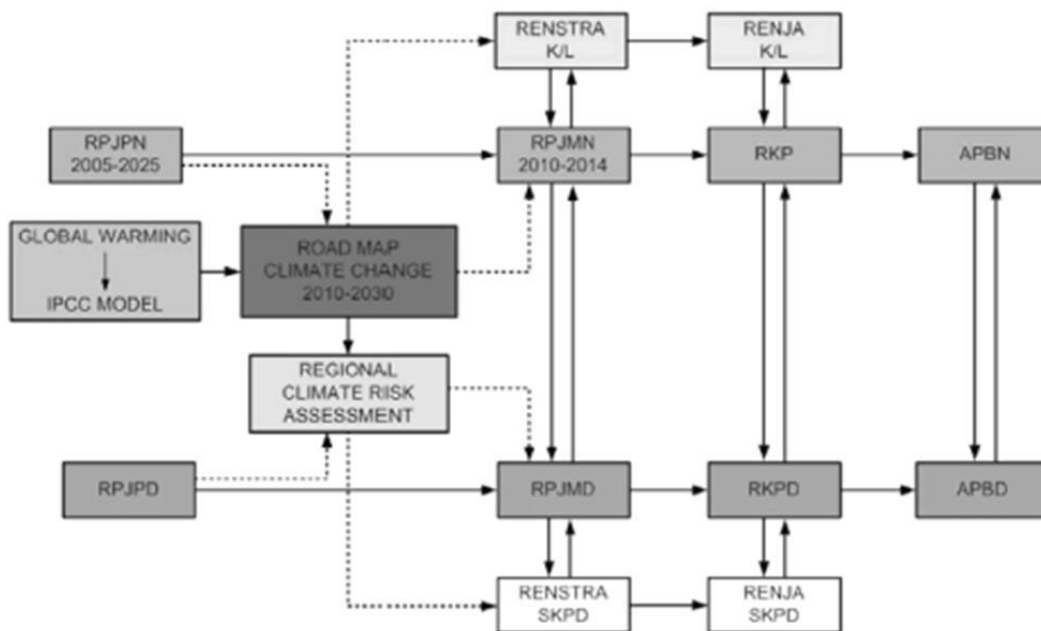 RENSTRA
K/L
RENJA
K/L
RPJPN
2005-2025
RPJMN
2010-2014
RKP
APBN
GLOBAL WARMING
IPCC MODEL
ROAD MAP
CLIMATE CHANGE
2010-2030
REGIONAL
CLIMATE RIISK
ASSESSMENT
RPJPD
RPJMD
RKPD
APBD
RENSTRA
SKPD
RENJA
SKPD